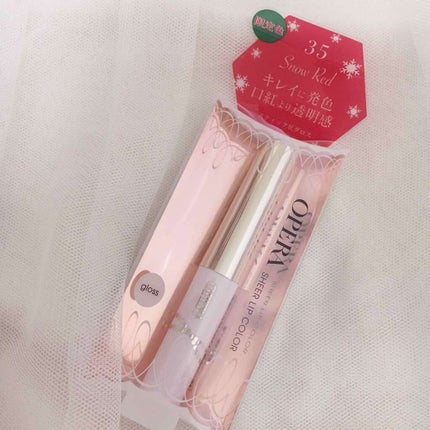 限定色
35
Snow Red
キレイに発色
口紅より透明感
OPERA
SHEER LIP COLOR
gloss